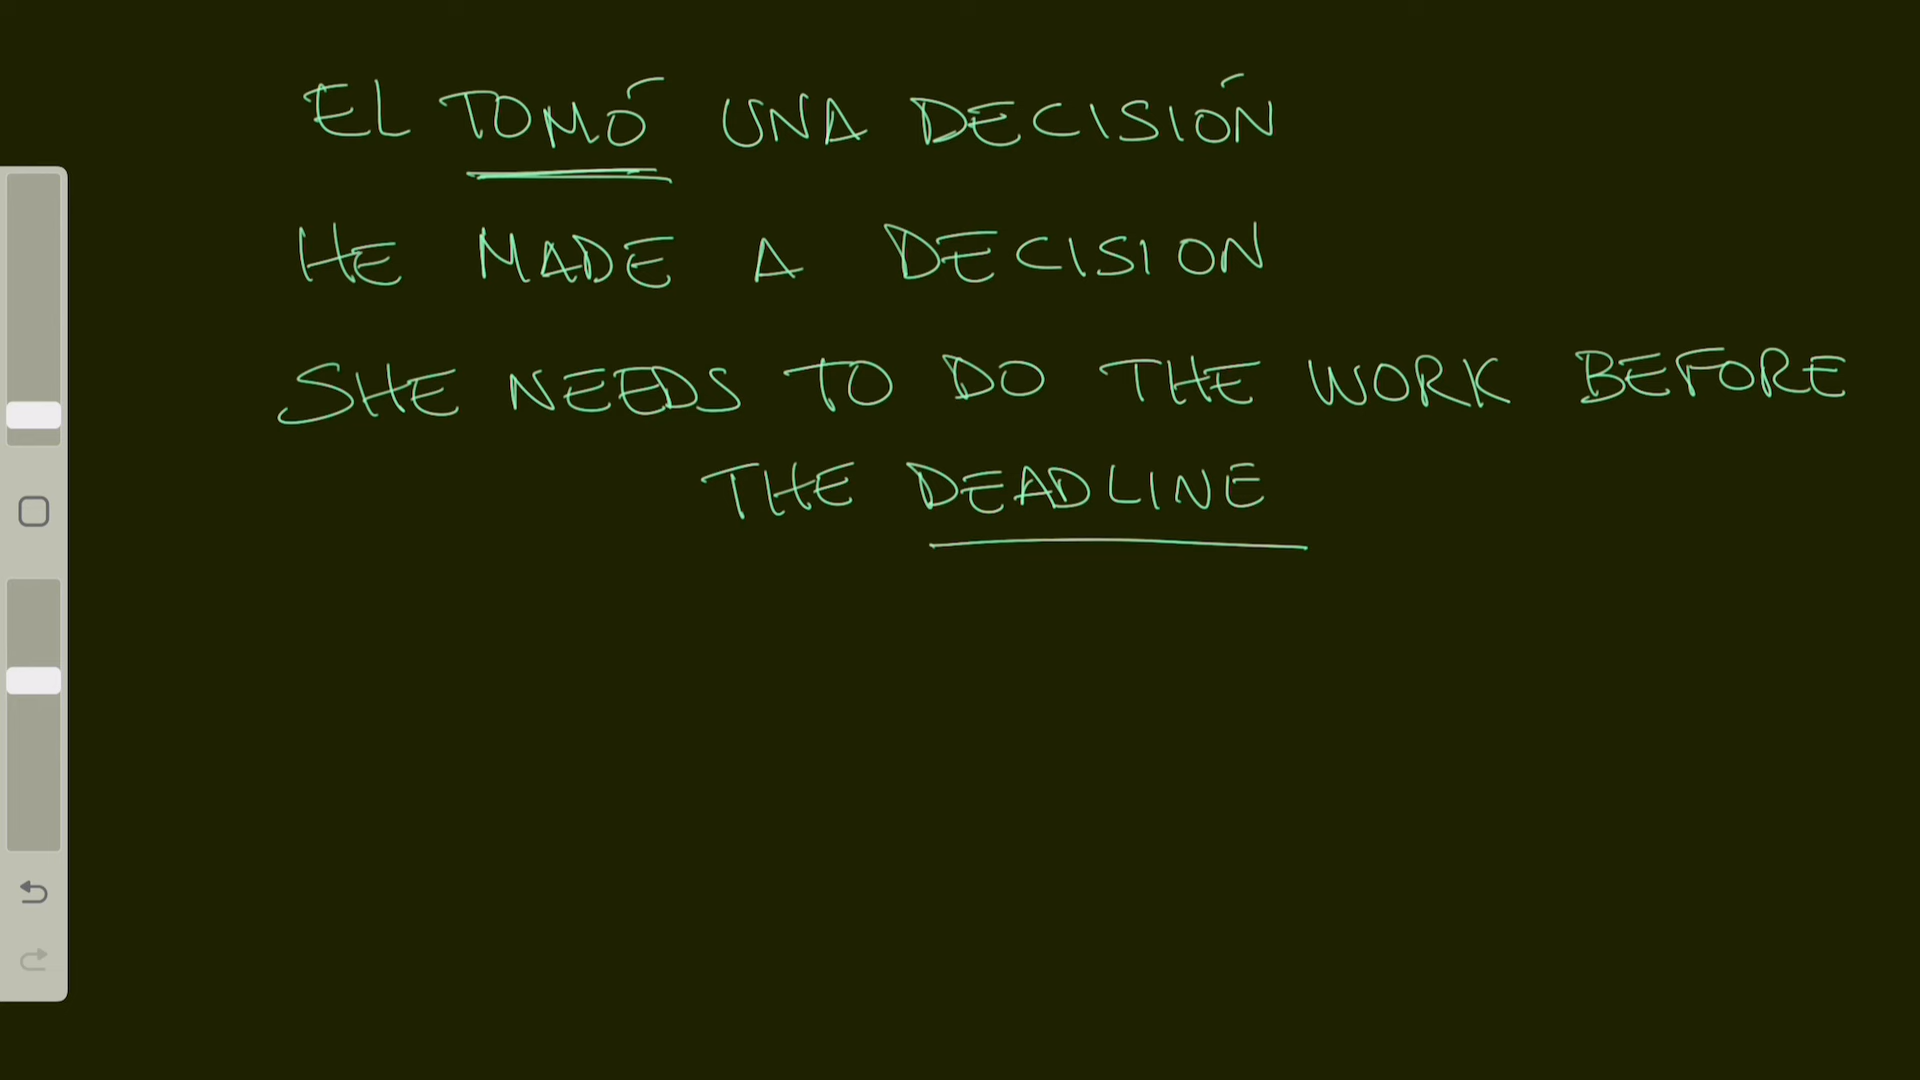 EL TOMÓ UNA DECISIÓN
HE MADE A DECISION
SHE NEEDS TO DO THE WORK BEFORE
THE DEADLINE